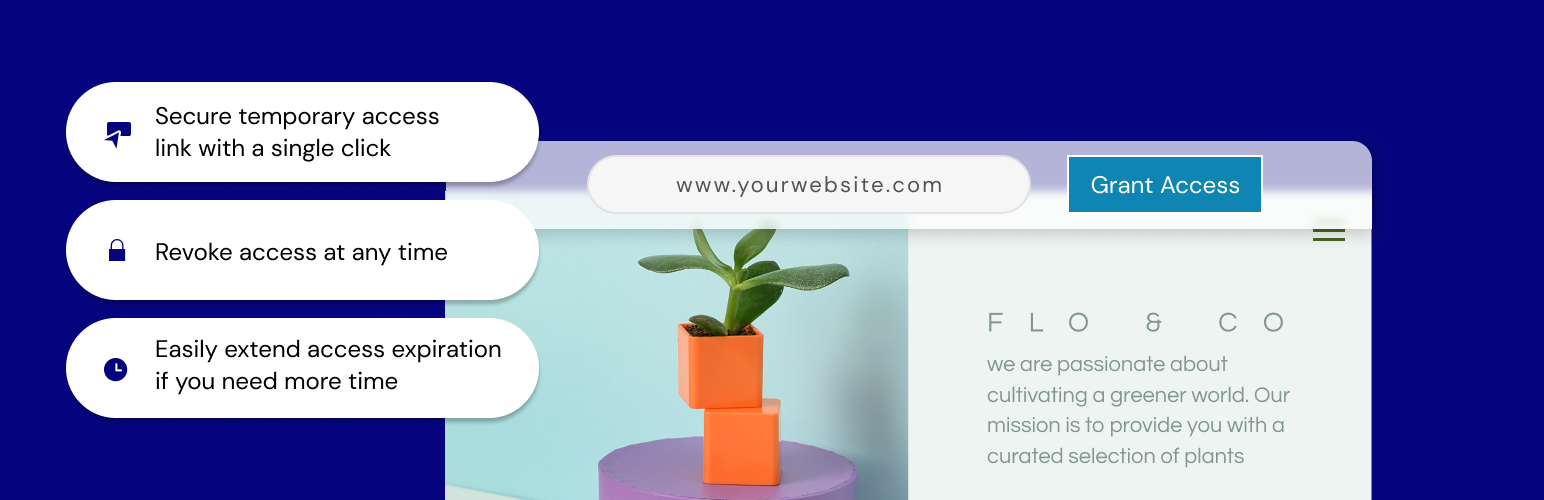 Secure temporary access
link with a single click
Revoke access at any time
Easily extend access expiration
if you need more time
www.yourwebsite.com
Grant Access
FLO & CO
we are passionate about
cultivating a greener world. Our
mission is to provide you with a
curated selection of plants